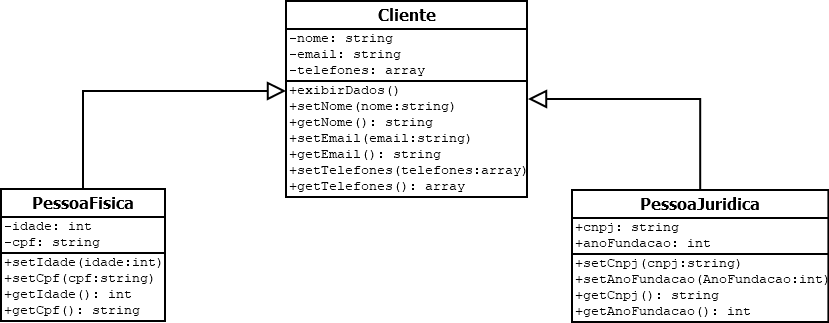 Cliente
-nome: string
-email: string
-telefones: array
+exibirDados()
+setNome(nome:string)
+getNome(): string
+setEmail(email:string)
+getEmail(): string
+setTelefones(telefones:array)
+getTelefones(): array
PessoaFisica
-idade: int
-cpf: string
+setIdade(idade:int)
+setCpf(cpf:string)
+getIdade(): int
+getCpf(): string
PessoaJuridica
+cnpj: string
+anoFundacao: int
+setCnpj(cnpj:string)
+setAnoFundacao(AnoFundacao:int)
+getCnpj(): string
+getAnoFundacao(): int